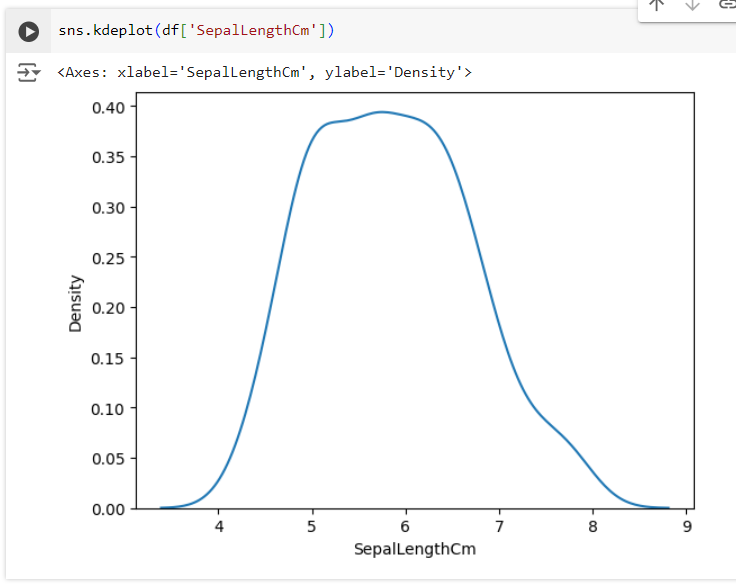 sns.kdeplot(df['SepalLengthCm'])
<Axes: xlabel='SepalLengthCm', ylabel='Density'>
0.40
0.35
0.30
0.25
0.20
0.15
0.10
0.05
0.00
Density
4 5 6 7 8 9
SepalLengthCm